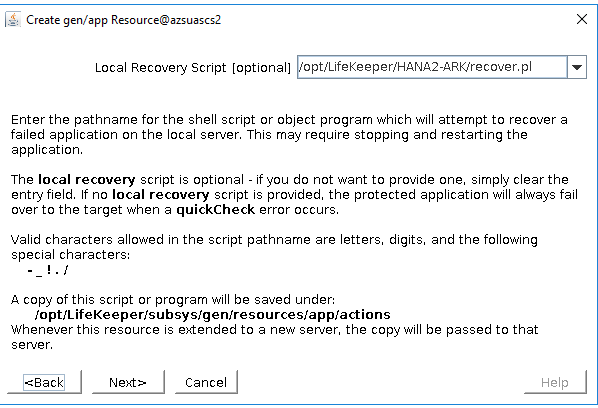 Create gen/app Resource@azsuascs2
Local Recovery Script [optional] /opt/LifeKeeper/HANA2-ARK/recover.pl
Enter the pathname for the shell script or object program which will attempt to recover a
failed application on the local server. This may require stopping and restarting the
application.
The local recovery script is optional - if you do not want to provide one, simply clear the
entry field. If no local recovery script is provided, the protected application will always fail
over to the target when a quickCheck error occurs.
Valid characters allowed in the script pathname are letters, digits, and the following
special characters:
- _ ! . /
A copy of this script or program will be saved under:
/opt/LifeKeeper/subsys/gen/resources/app/actions
Whenever this resource is extended to a new server, the copy will be passed to that
server.
<Back Next> Cancel Help